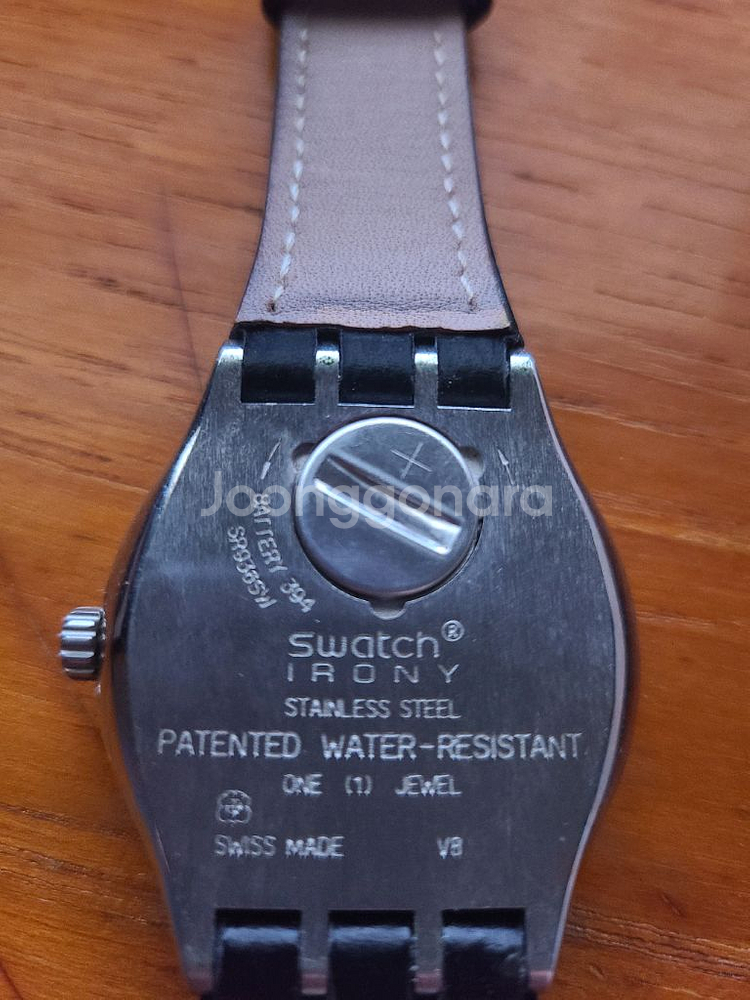 +
BATTERY 394
SR936SW
Joonggonara
swatch®
IRONY
STAINLESS STEEL
PATENTED WATER-RESISTANT
ONE (1) JEWEL
SWISS MADE V8